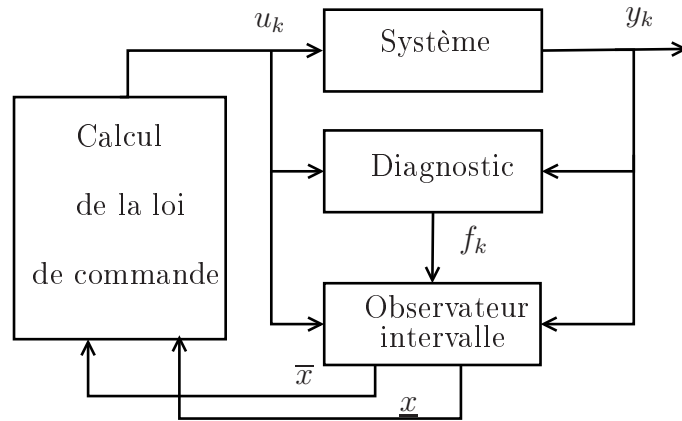 u_k
y_k
Système
Calcul
de la loi
de commande
Diagnostic
f_k
Observateur
intervalle
x̅
x̲